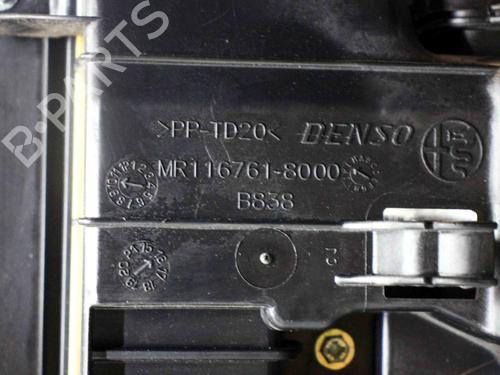 B-PARTS
>PP-TD20< DENSO
MR116761-8000
B838